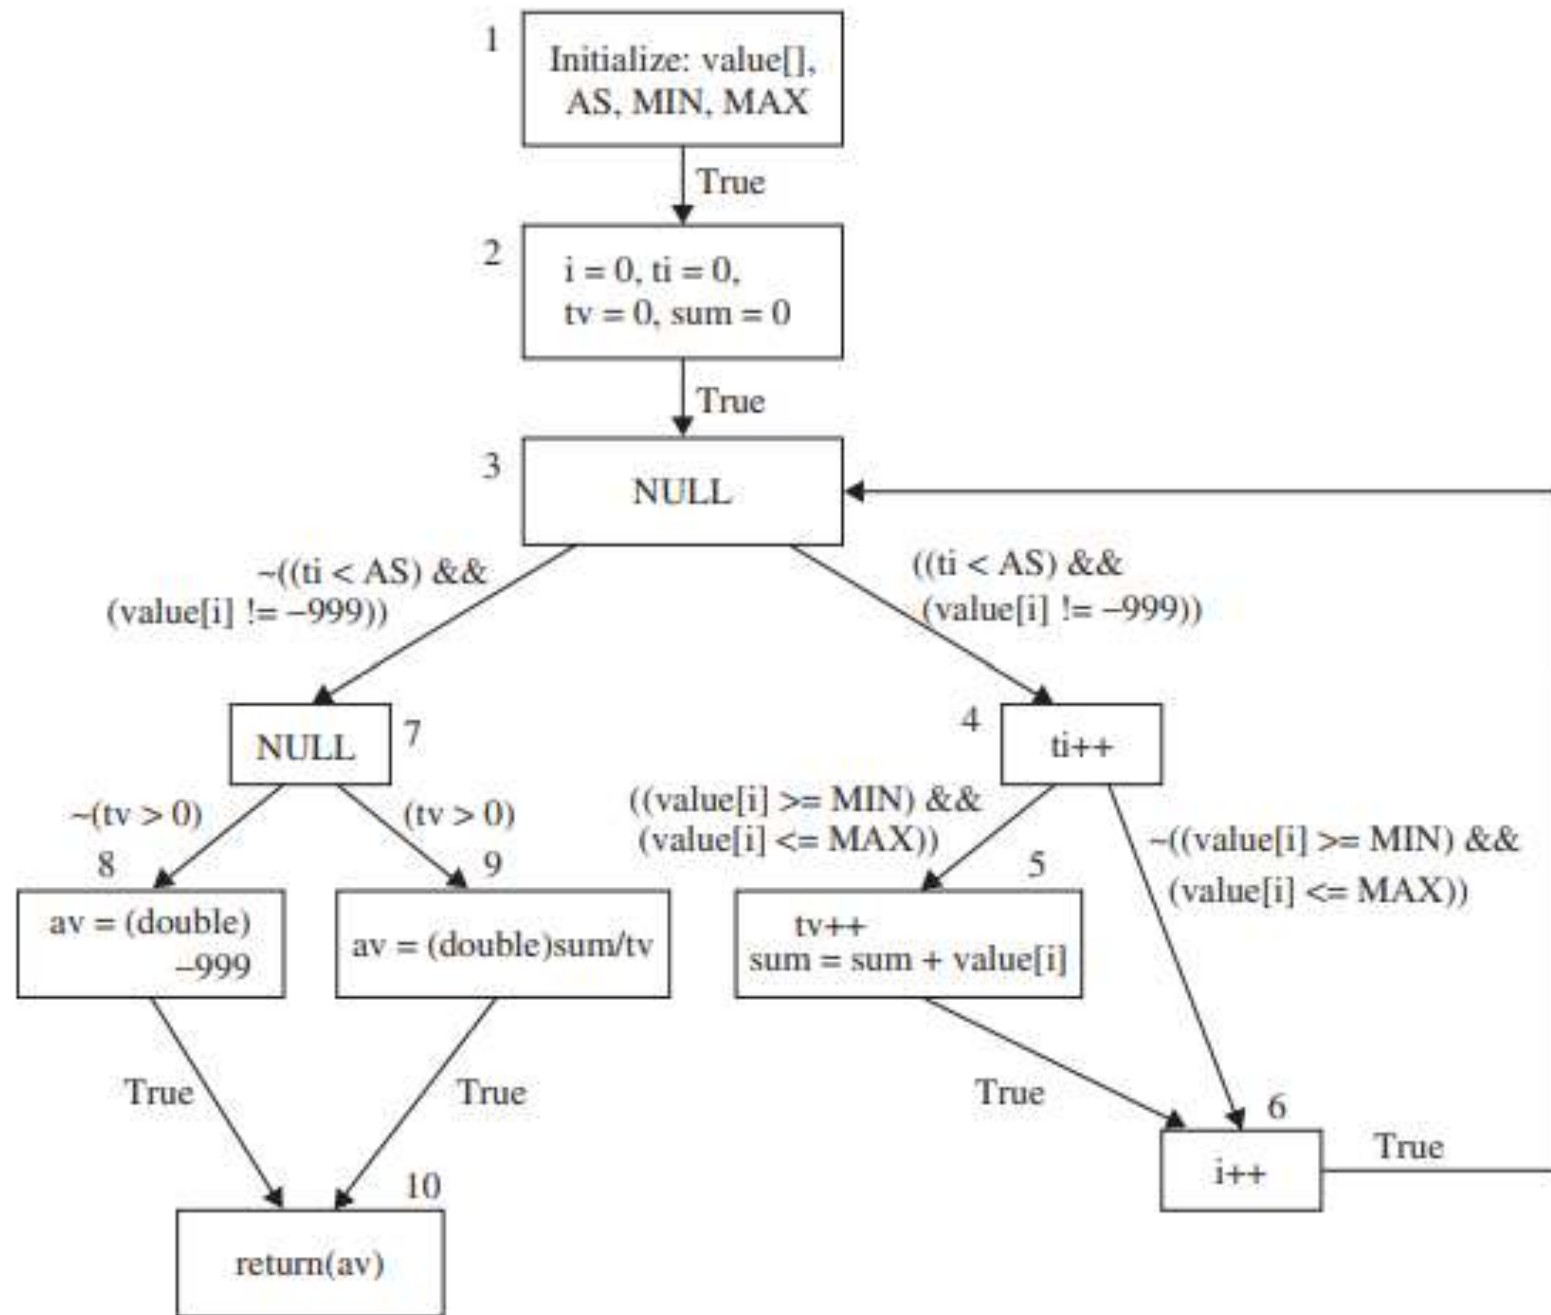 1
Initialize: value[],
AS, MIN, MAX
True
2
i = 0, ti = 0,
tv = 0, sum = 0
True
3
NULL
~((ti < AS) &&
(value[i] != –999))
((ti < AS) &&
(value[i] != –999))
NULL
7
4
ti++
~(tv > 0)
(tv > 0)
((value[i] >= MIN) &&
(value[i] <= MAX))
~((value[i] >= MIN) &&
(value[i] <= MAX))
8
av = (double)
–999
9
av = (double)sum/tv
5
tv++
sum = sum + value[i]
True
True
True
6
i++
True
10
return(av)